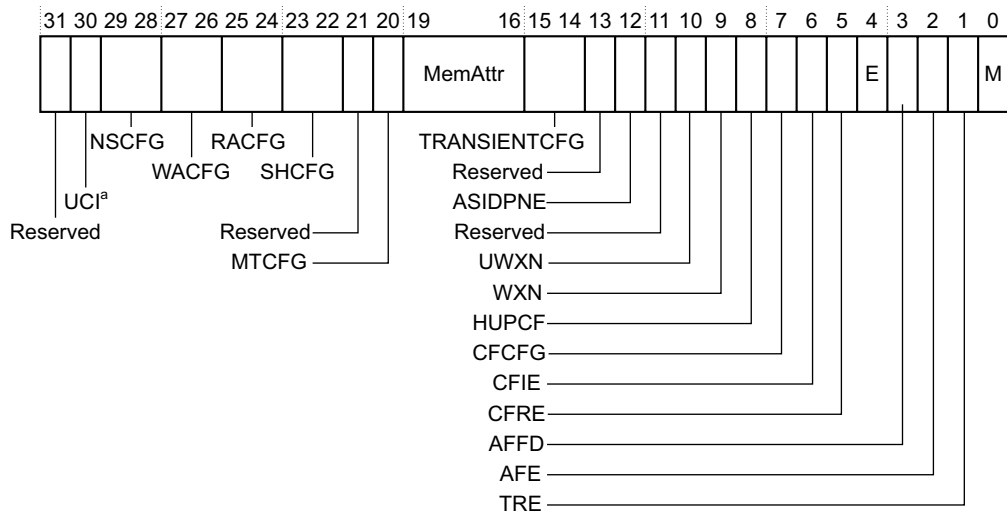 31 30 29 28 27 26 25 24 23 22 21 20 19 16 15 14 13 12 11 10 9 8 7 6 5 4 3 2 1 0
MemAttr E M
NSCFG RACFG TRANSIENTCFG
WACFG SHCFG Reserved
UCIa ASIDPNE
Reserved Reserved Reserved
MTCFG UWXN
WXN
HUPCF
CFCFG
CFIE
CFRE
AFFD
AFE
TRE